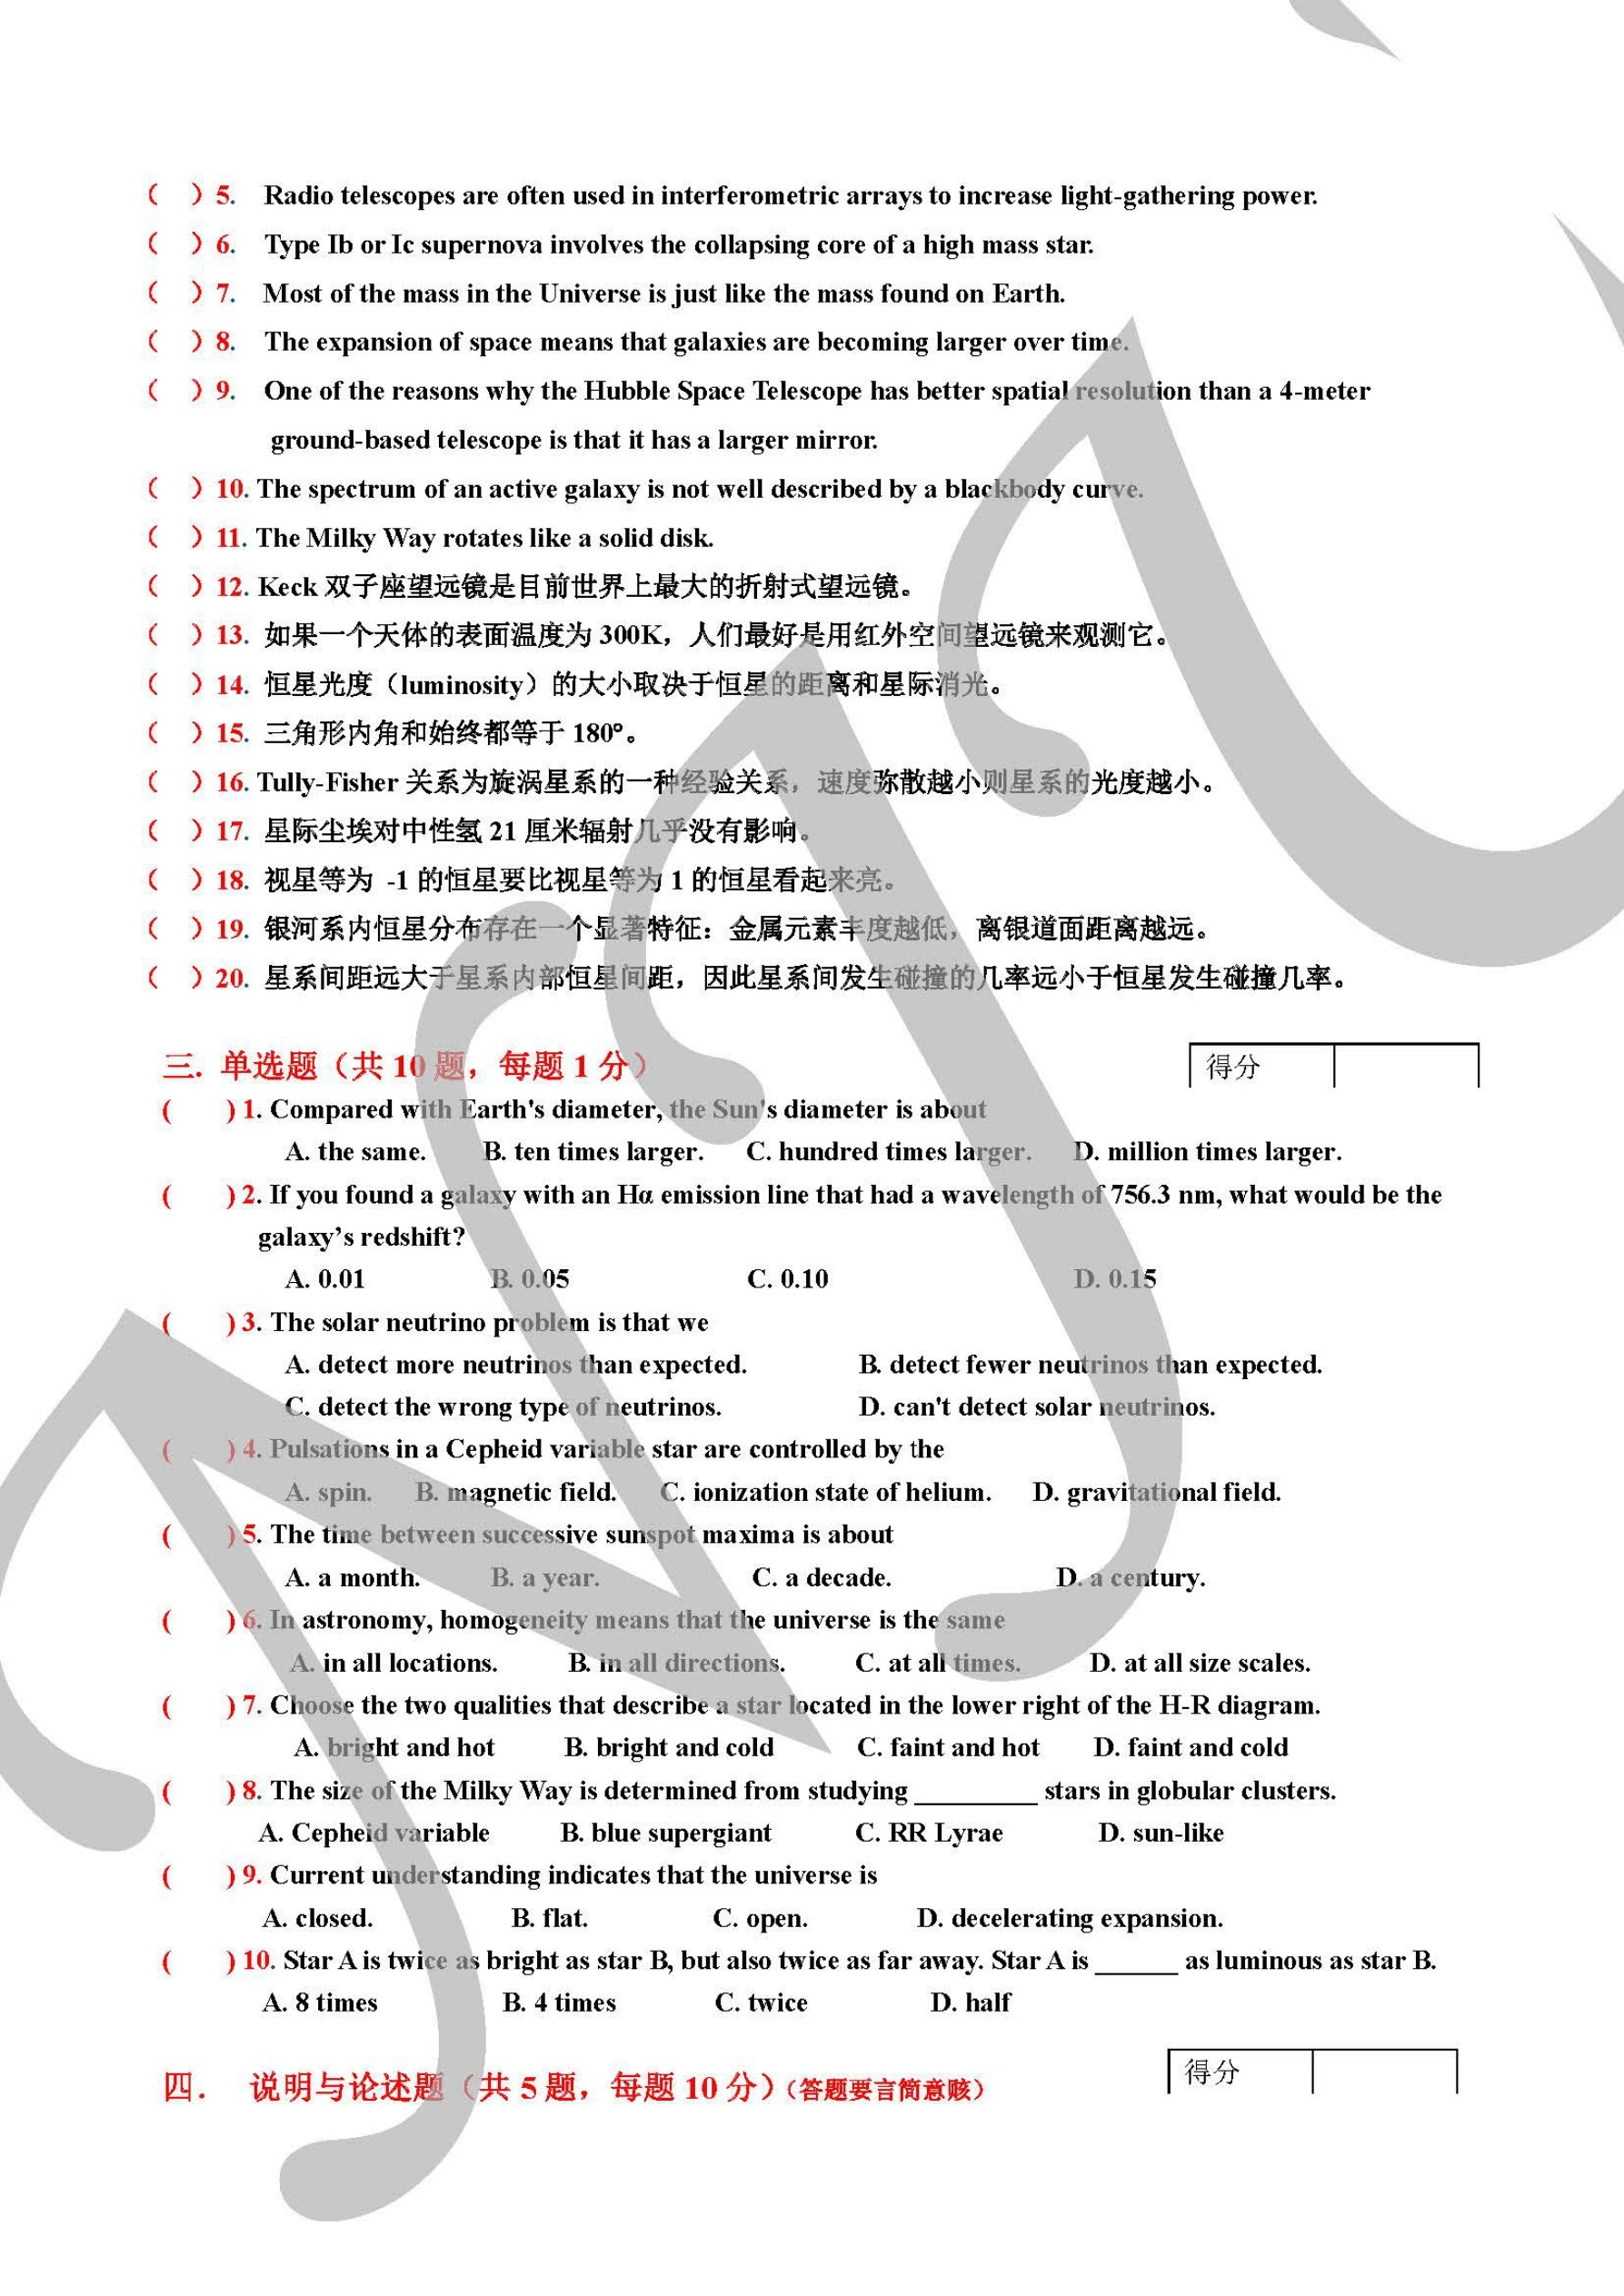 ( ) 5. Radio telescopes are often used in interferometric arrays to increase light-gathering power.
( ) 6. Type Ib or Ic supernova involves the collapsing core of a high mass star.
( ) 7. Most of the mass in the Universe is just like the mass found on Earth.
( ) 8. The expansion of space means that galaxies are becoming larger over time.
( ) 9. One of the reasons why the Hubble Space Telescope has better spatial resolution than a 4-meter
ground-based telescope is that it has a larger mirror.
( ) 10. The spectrum of an active galaxy is not well described by a blackbody curve.
( ) 11. The Milky Way rotates like a solid disk.
( ) 12. Keck 双子座望远镜是目前世界上最大的折射式望远镜。
( ) 13. 如果一个天体的表面温度为 300K，人们最好是用红外空间望远镜来观测它。
( ) 14. 恒星光度（luminosity）的大小取决于恒星的距离和星际消光。
( ) 15. 三角形内角和始终都等于 180°。
( ) 16. Tully-Fisher 关系为旋涡星系的一种经验关系，速度弥散越小则星系的光度越小。
( ) 17. 星际尘埃对中性氢 21 厘米辐射几乎没有影响。
( ) 18. 视星等为 -1 的恒星要比视星等为 1 的恒星看起来亮。
( ) 19. 银河系内恒星分布存在一个显著特征：金属元素丰度越低，离银道面距离越远。
( ) 20. 星系间距远大于星系内部恒星间距，因此星系间发生碰撞的几率远小于恒星发生碰撞几率。
三. 单选题（共 10 题，每题 1 分）
得分
( ) 1. Compared with Earth's diameter, the Sun's diameter is about
A. the same. B. ten times larger. C. hundred times larger. D. million times larger.
( ) 2. If you found a galaxy with an Hα emission line that had a wavelength of 756.3 nm, what would be the
galaxy’s redshift?
A. 0.01 B. 0.05 C. 0.10 D. 0.15
( ) 3. The solar neutrino problem is that we
A. detect more neutrinos than expected. B. detect fewer neutrinos than expected.
C. detect the wrong type of neutrinos. D. can't detect solar neutrinos.
( ) 4. Pulsations in a Cepheid variable star are controlled by the
A. spin. B. magnetic field. C. ionization state of helium. D. gravitational field.
( ) 5. The time between successive sunspot maxima is about
A. a month. B. a year. C. a decade. D. a century.
( ) 6. In astronomy, homogeneity means that the universe is the same
A. in all locations. B. in all directions. C. at all times. D. at all size scales.
( ) 7. Choose the two qualities that describe a star located in the lower right of the H-R diagram.
A. bright and hot B. bright and cold C. faint and hot D. faint and cold
( ) 8. The size of the Milky Way is determined from studying _________ stars in globular clusters.
A. Cepheid variable B. blue supergiant C. RR Lyrae D. sun-like
( ) 9. Current understanding indicates that the universe is
A. closed. B. flat. C. open. D. decelerating expansion.
( ) 10. Star A is twice as bright as star B, but also twice as far away. Star A is ______ as luminous as star B.
A. 8 times B. 4 times C. twice D. half
四． 说明与论述题（共 5 题，每题 10 分）（答题要言简意赅）
得分